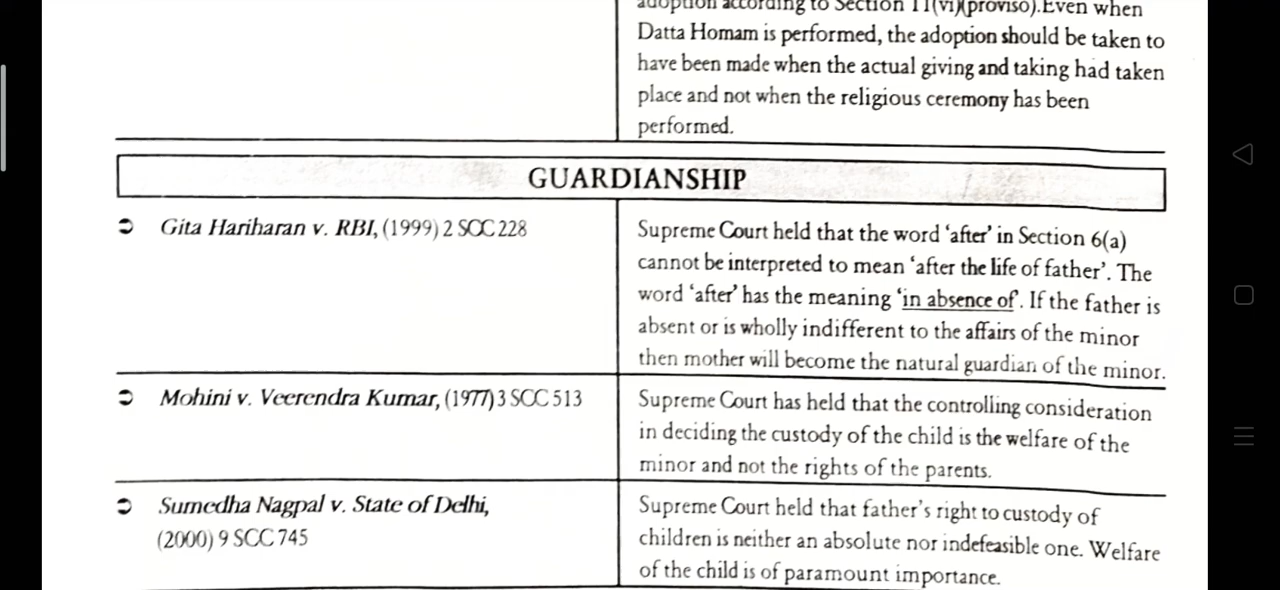 adoption according to Section 11(vi)(proviso).Even when
Datta Homam is performed, the adoption should be taken to
have been made when the actual giving and taking had taken
place and not when the religious ceremony has been
performed.
GUARDIANSHIP
Gita Hariharan v. RBI, (1999) 2 SCC 228
Supreme Court held that the word 'after' in Section 6(a)
cannot be interpreted to mean 'after the life of father'. The
word 'after' has the meaning 'in absence of'. If the father is
absent or is wholly indifferent to the affairs of the minor
then mother will become the natural guardian of the minor.
Mohini v. Veerendra Kumar, (1977) 3 SCC 513
Supreme Court has held that the controlling consideration
in deciding the custody of the child is the welfare of the
minor and not the rights of the parents.
Sumedha Nagpal v. State of Delhi,
(2000) 9 SCC 745
Supreme Court held that father's right to custody of
children is neither an absolute nor indefeasible one. Welfare
of the child is of paramount importance.